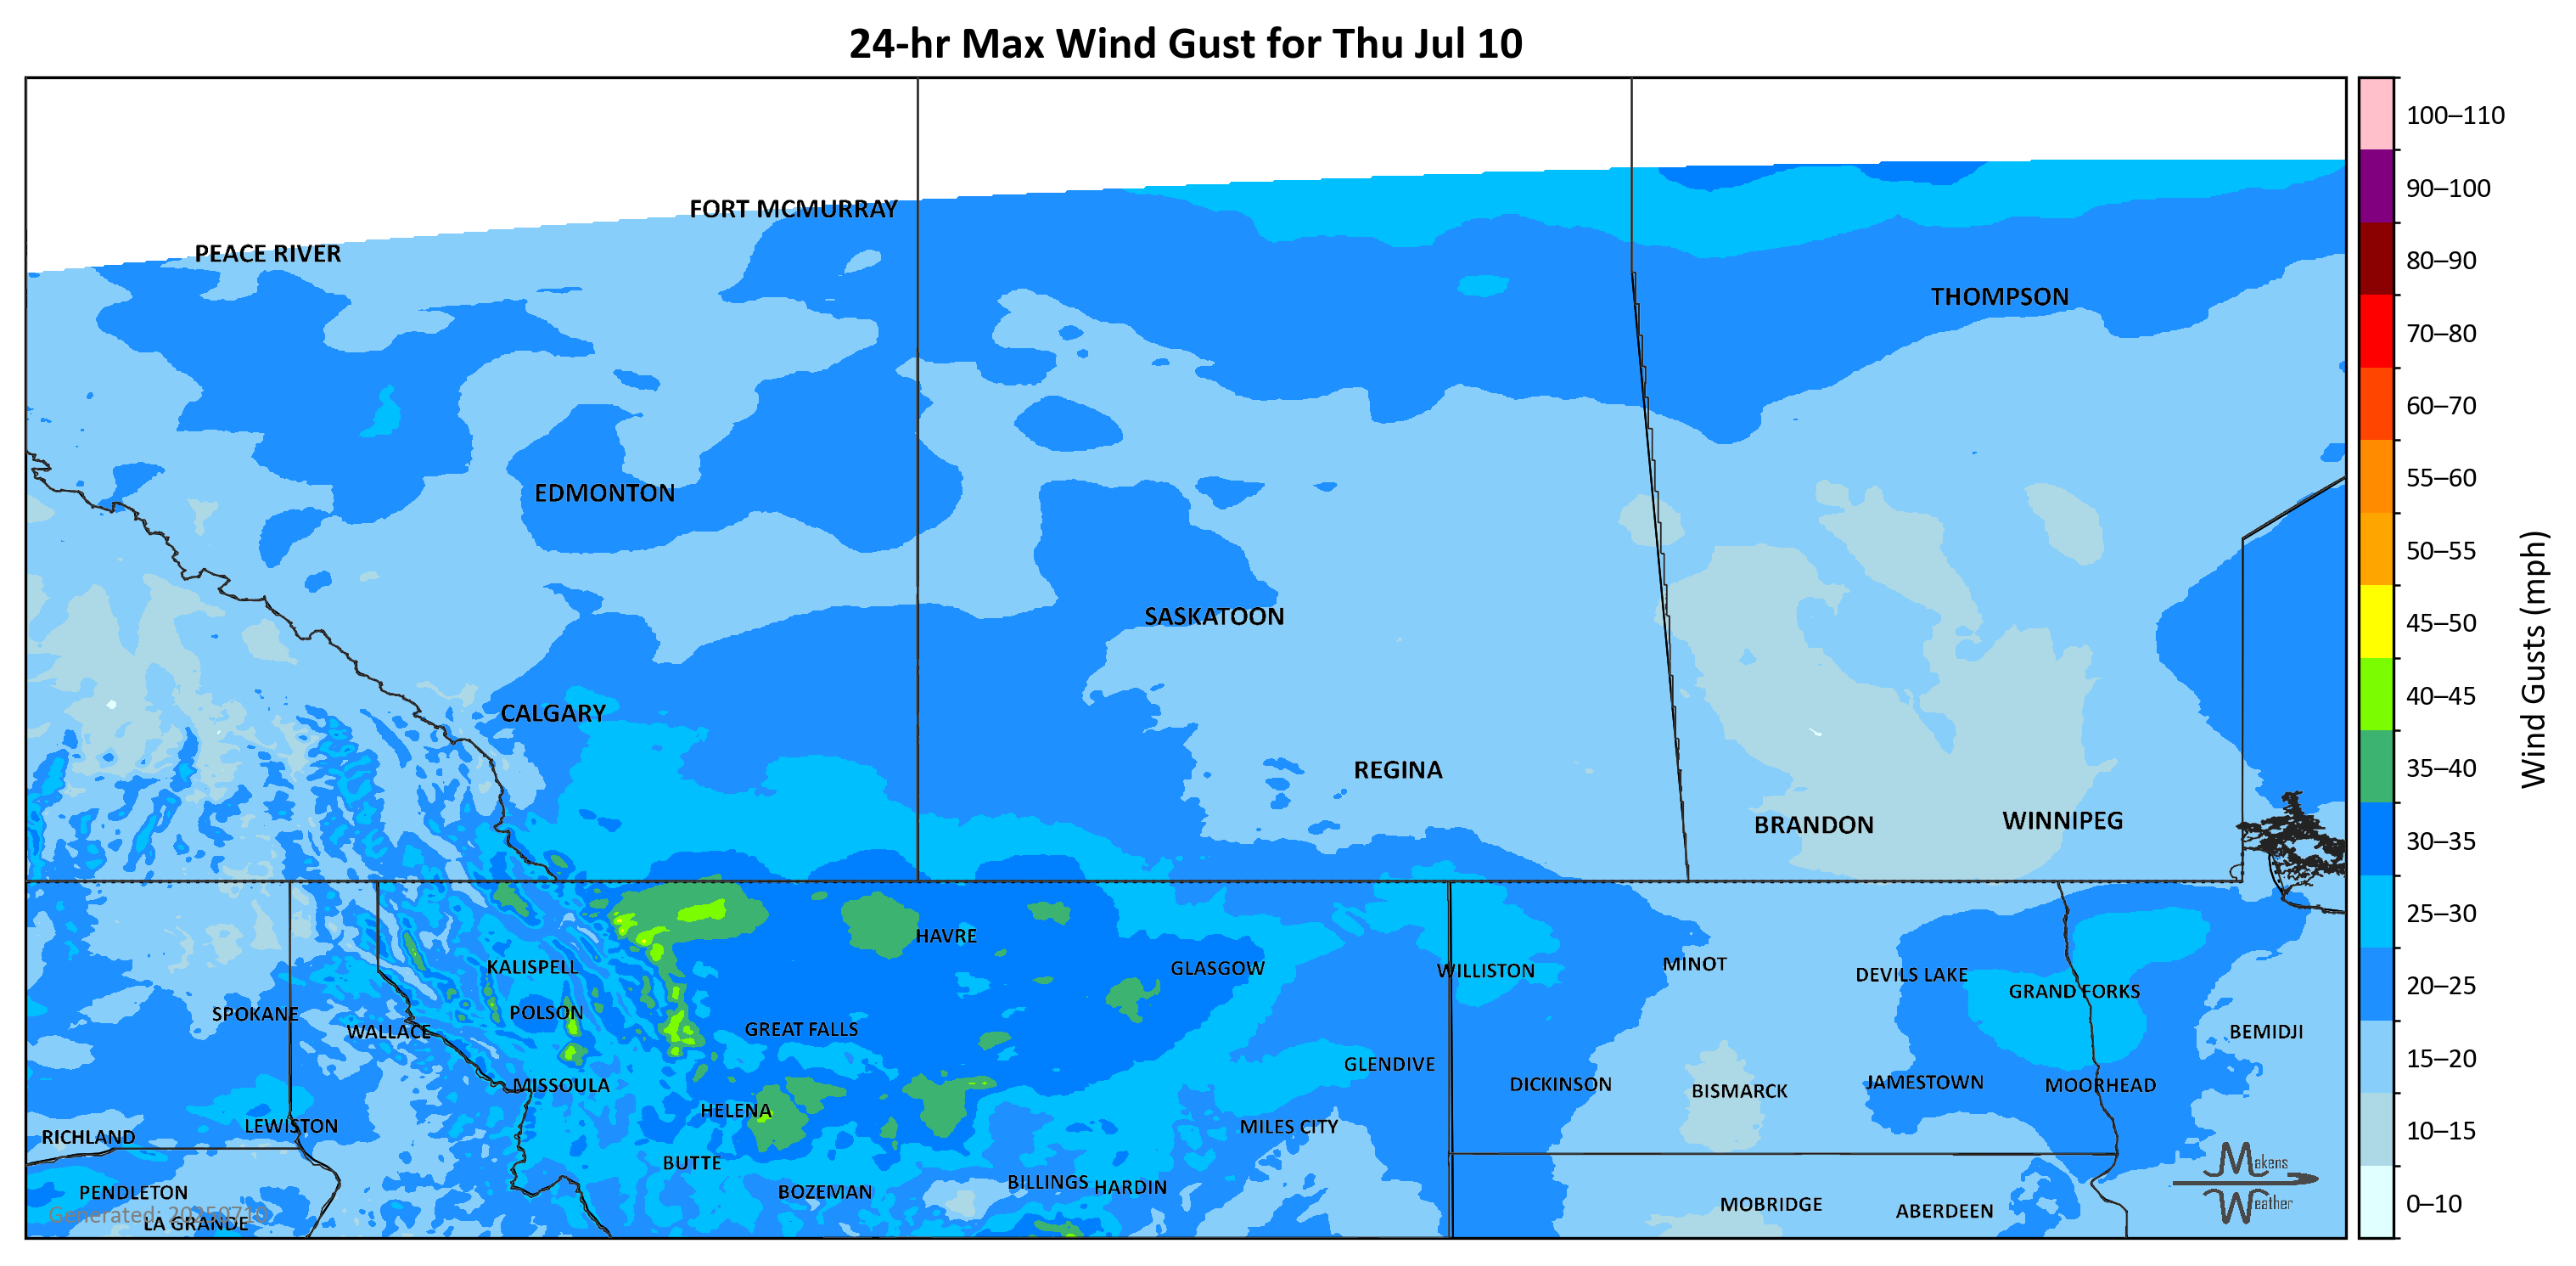 24-hr Max Wind Gust for Thu Jul 10
FORT MCMURRAY
PEACE RIVER
THOMPSON
EDMONTON
SASKATOON
CALGARY
REGINA
BRANDON
WINNIPEG
HAVRE
KALISPELL
GLASGOW
WILLISTON
MINOT
DEVILS LAKE
GRAND FORKS
SPOKANE
POLSON
WALLACE
GREAT FALLS
BEMIDJI
GLENDIVE
MISSOULA
DICKINSON
BISMARCK
JAMESTOWN
MOORHEAD
HELENA
LEWISTON
MILES CITY
RICHLAND
BUTTE
PENDLETON
BOZEMAN
BILLINGS
HARDIN
MOBRIDGE
ABERDEEN
Generated: 20250710
LA GRANDE
Makens
Weather
100–110
90–100
80–90
70–80
60–70
55–60
50–55
45–50
40–45
35–40
30–35
25–30
20–25
15–20
10–15
0–10
Wind Gusts (mph)